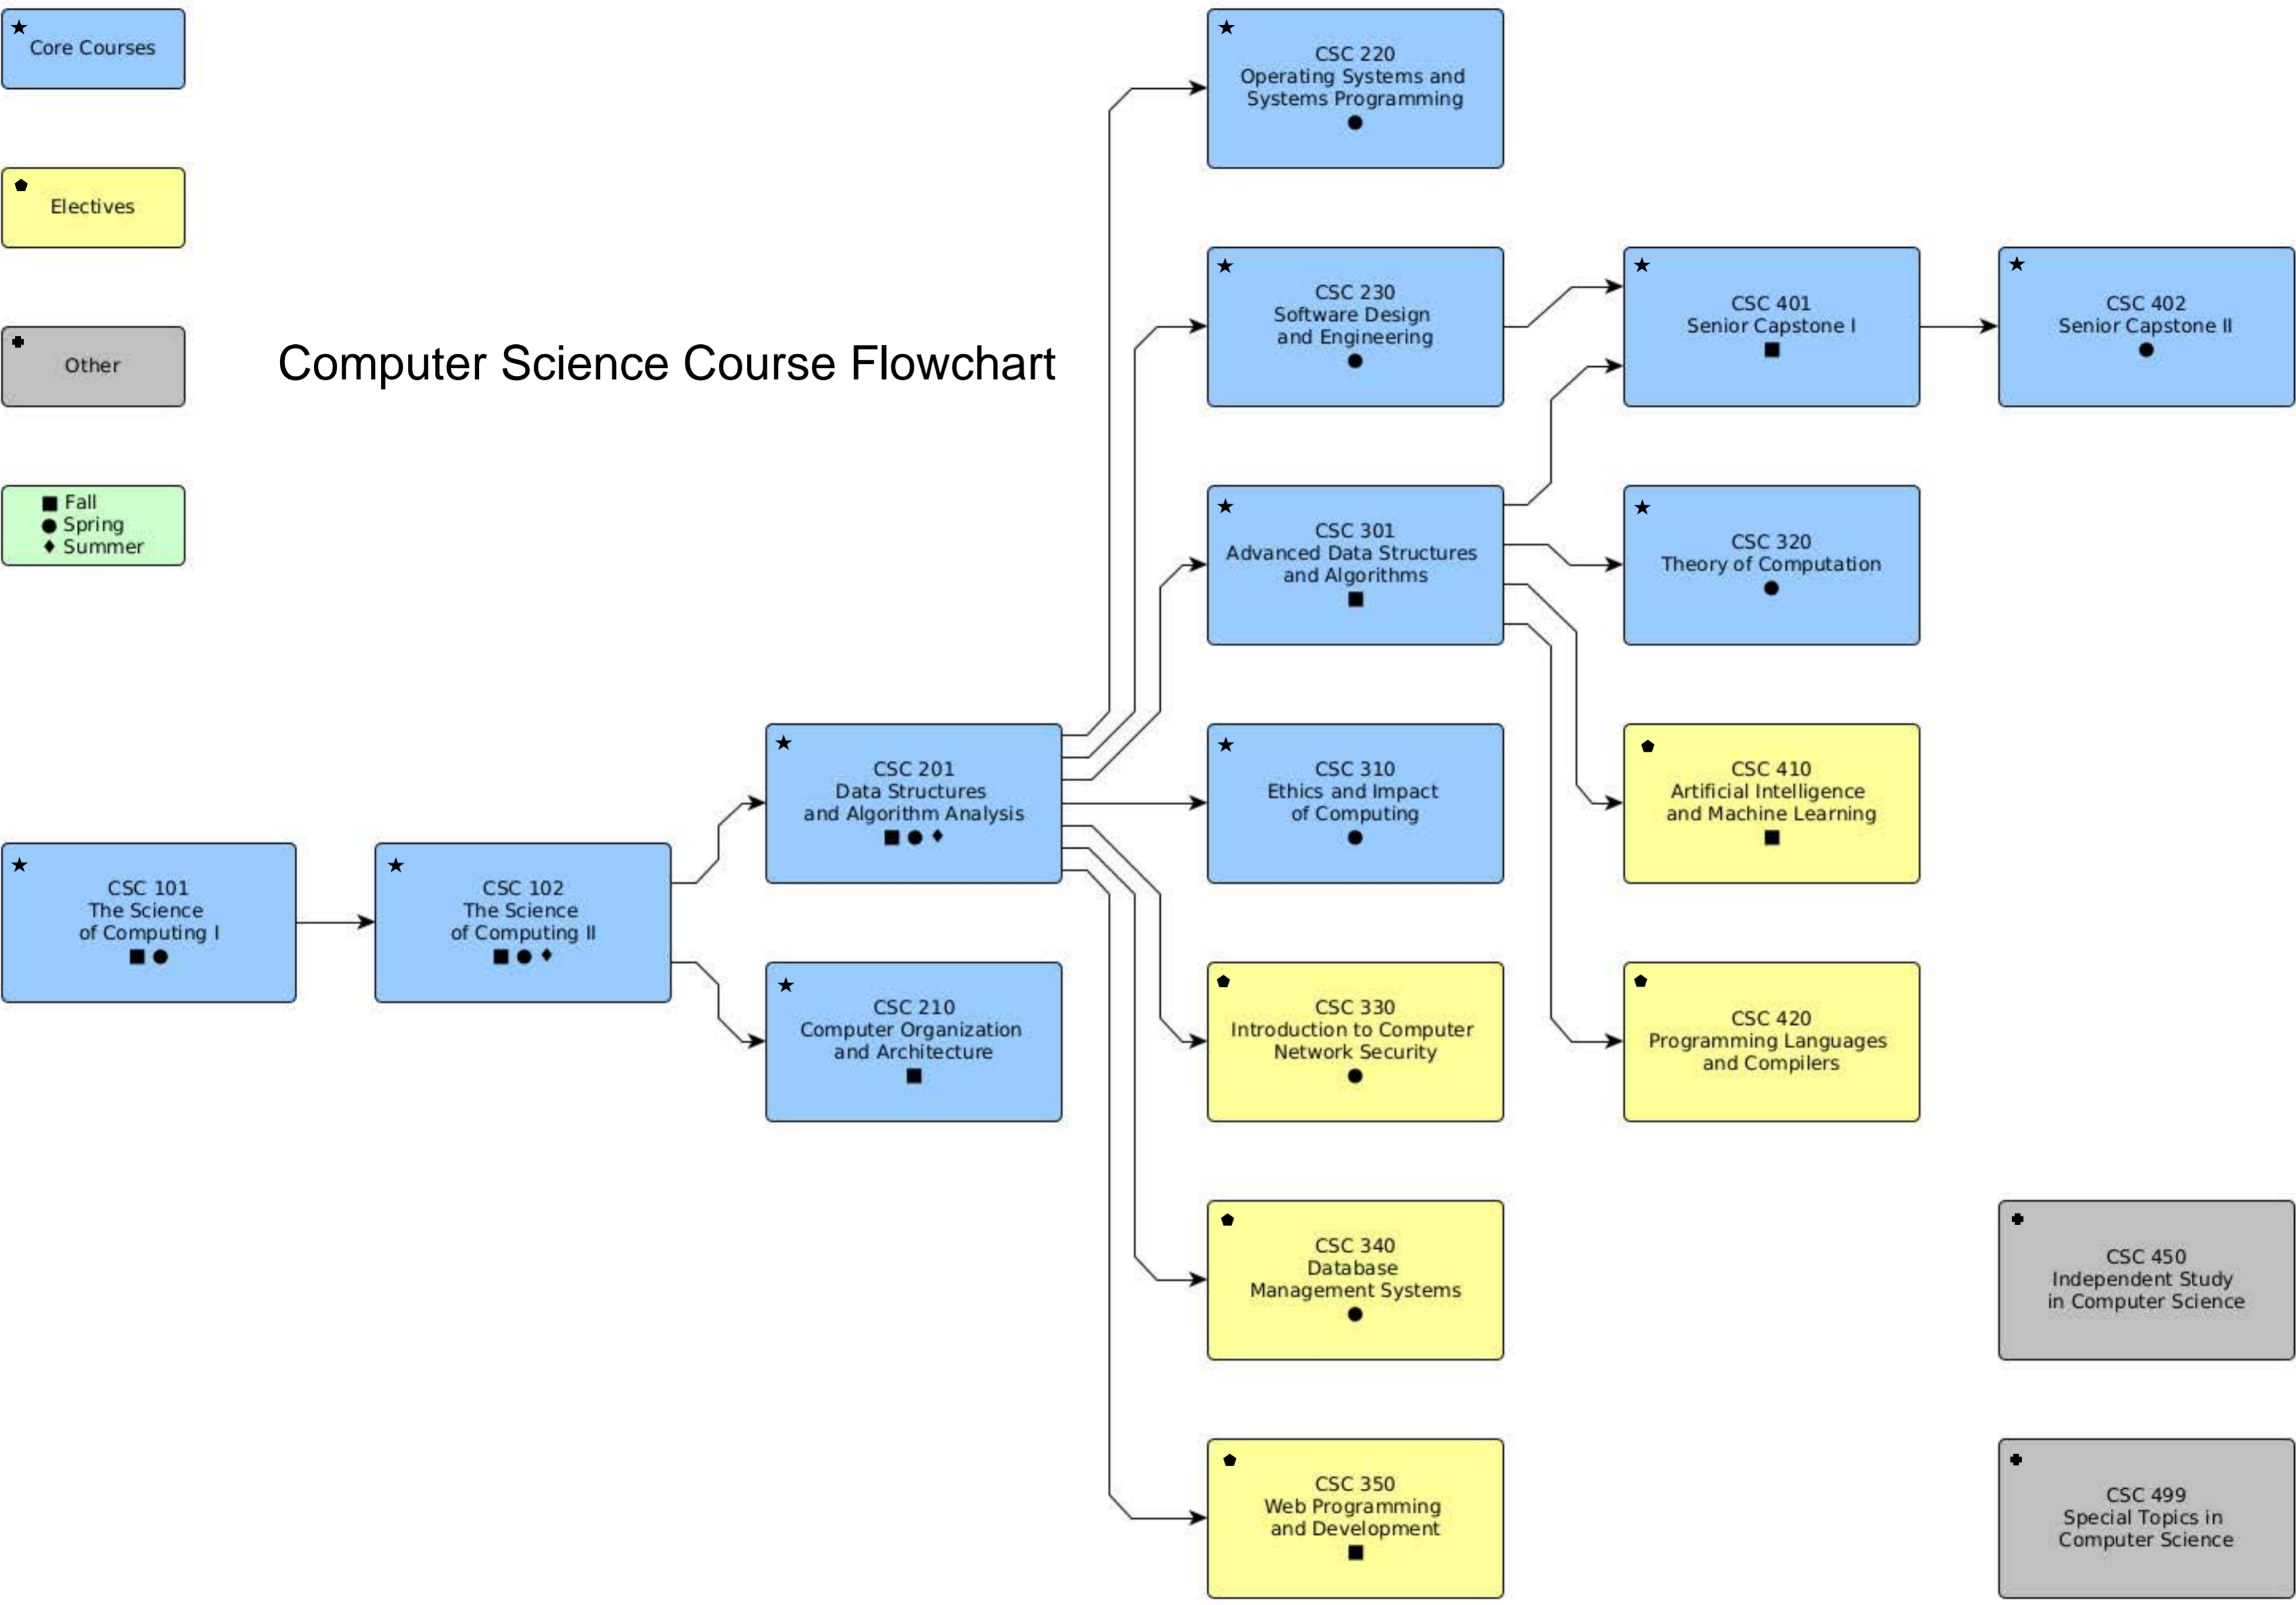 Core Courses
Electives
Other
■ Fall
● Spring
♦ Summer
Computer Science Course Flowchart
CSC 101
The Science
of Computing I
■ ●
CSC 102
The Science
of Computing II
■ ● ♦
CSC 201
Data Structures
and Algorithm Analysis
■ ● ♦
CSC 210
Computer Organization
and Architecture
■
CSC 220
Operating Systems and
Systems Programming
●
CSC 230
Software Design
and Engineering
●
CSC 301
Advanced Data Structures
and Algorithms
■
CSC 310
Ethics and Impact
of Computing
●
CSC 330
Introduction to Computer
Network Security
●
CSC 340
Database
Management Systems
●
CSC 350
Web Programming
and Development
■
CSC 401
Senior Capstone I
■
CSC 320
Theory of Computation
●
CSC 410
Artificial Intelligence
and Machine Learning
■
CSC 420
Programming Languages
and Compilers
CSC 402
Senior Capstone II
●
CSC 450
Independent Study
in Computer Science
CSC 499
Special Topics in
Computer Science